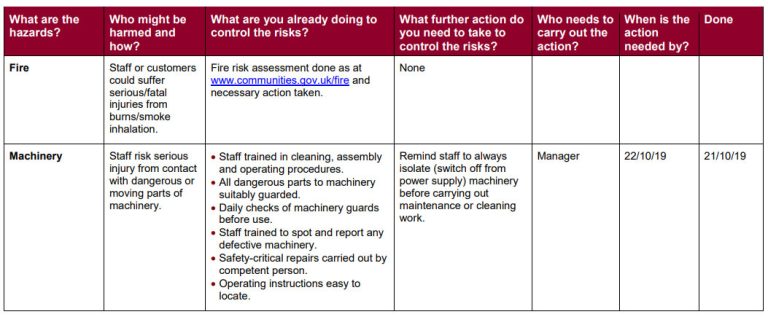 What are the
hazards?
Who might be
harmed and
how?
What are you already doing to
control the risks?
What further action do
you need to take to
control the risks?
Who needs to
carry out the
action?
When is the
action
needed by?
Done
Fire
Staff or customers
could suffer
serious/fatal
injuries from
burns/smoke
inhalation.
Fire risk assessment done as at
www.communities.gov.uk/fire and
necessary action taken.
None
Machinery
Staff risk serious
injury from contact
with dangerous or
moving parts of
machinery.
• Staff trained in cleaning, assembly
and operating procedures.
• All dangerous parts to machinery
suitably guarded.
• Daily checks of machinery guards
before use.
• Staff trained to spot and report any
defective machinery.
• Safety-critical repairs carried out by
competent person.
• Operating instructions easy to
locate.
Remind staff to always
isolate (switch off from
power supply) machinery
before carrying out
maintenance or cleaning
work.
Manager
22/10/19
21/10/19